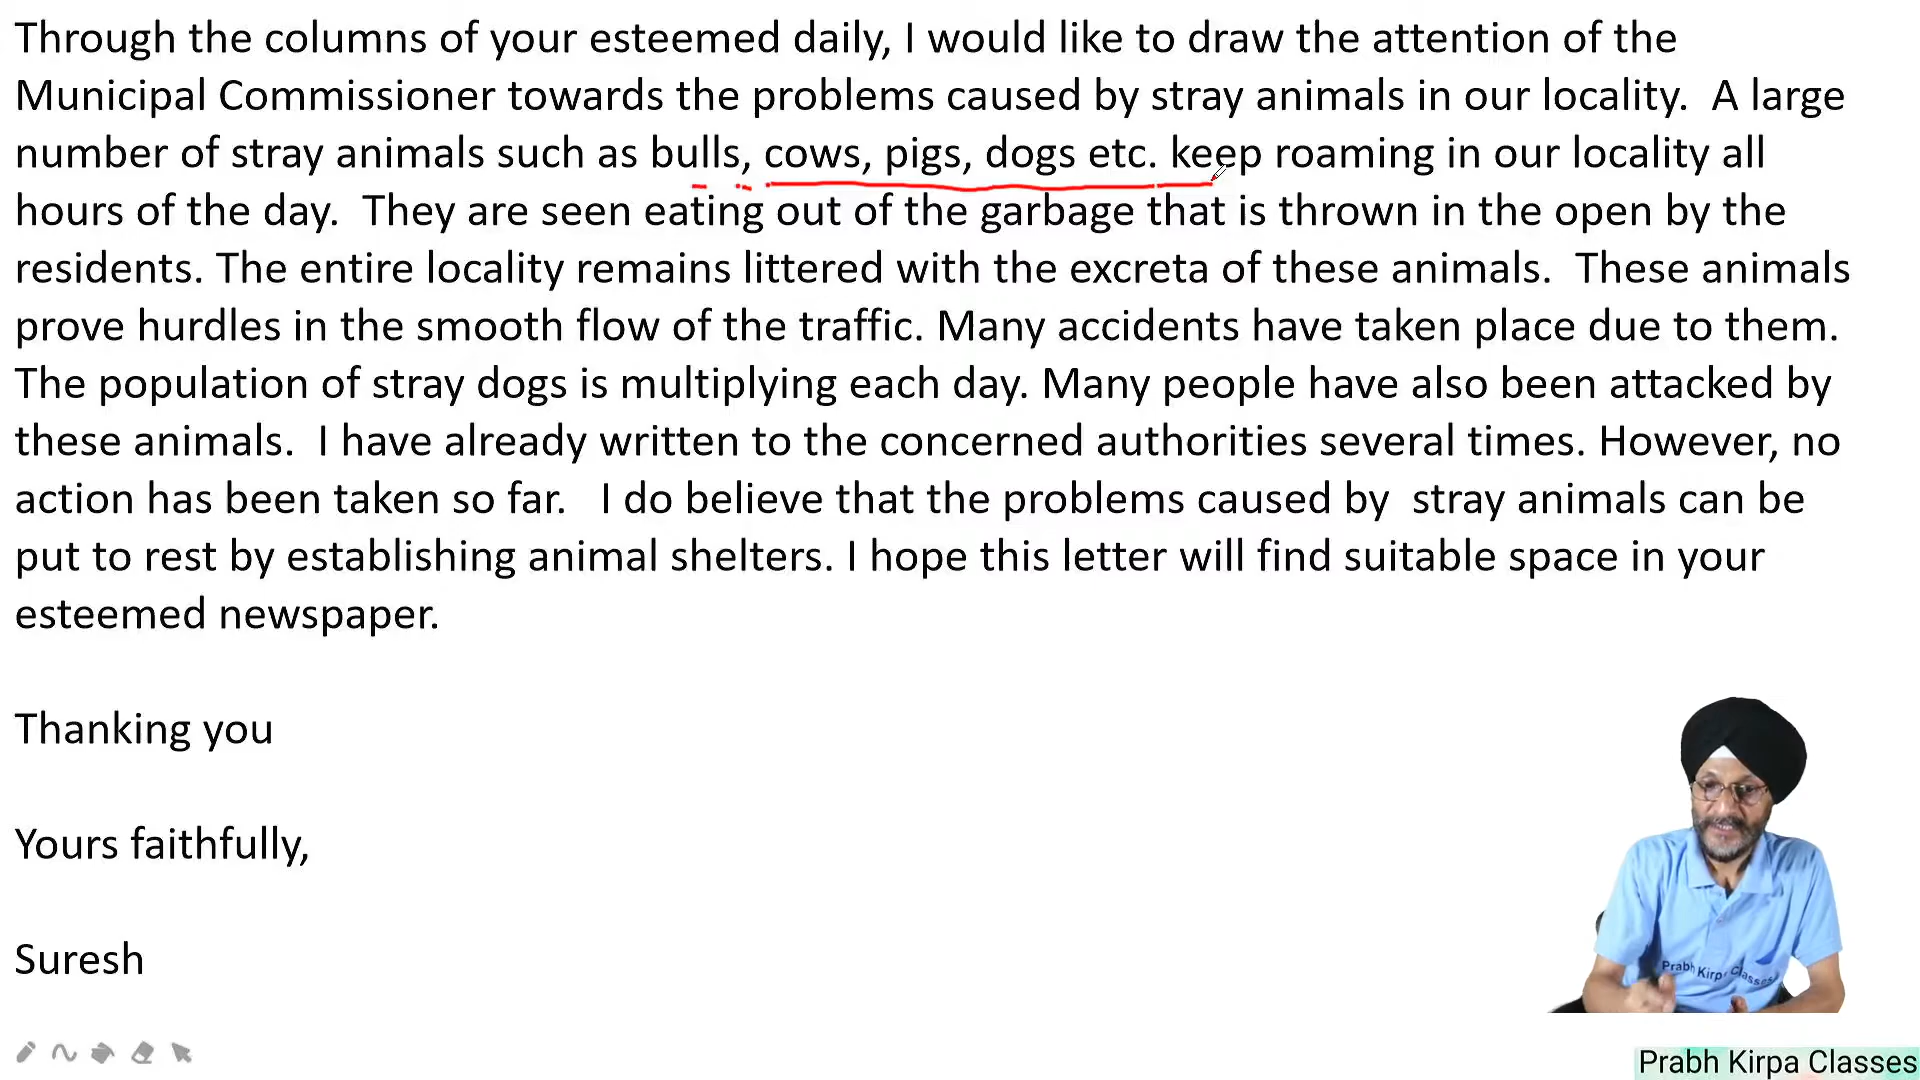 Through the columns of your esteemed daily, I would like to draw the attention of the
Municipal Commissioner towards the problems caused by stray animals in our locality.  A large
number of stray animals such as bulls, cows, pigs, dogs etc. keep roaming in our locality all
hours of the day.  They are seen eating out of the garbage that is thrown in the open by the
residents. The entire locality remains littered with the excreta of these animals.  These animals
prove hurdles in the smooth flow of the traffic. Many accidents have taken place due to them.
The population of stray dogs is multiplying each day. Many people have also been attacked by
these animals.  I have already written to the concerned authorities several times. However, no
action has been taken so far.   I do believe that the problems caused by  stray animals can be
put to rest by establishing animal shelters. I hope this letter will find suitable space in your
esteemed newspaper.
Thanking you
Yours faithfully,
Suresh
Prabh Kirpa Classes
Prabh Kirpa Classes